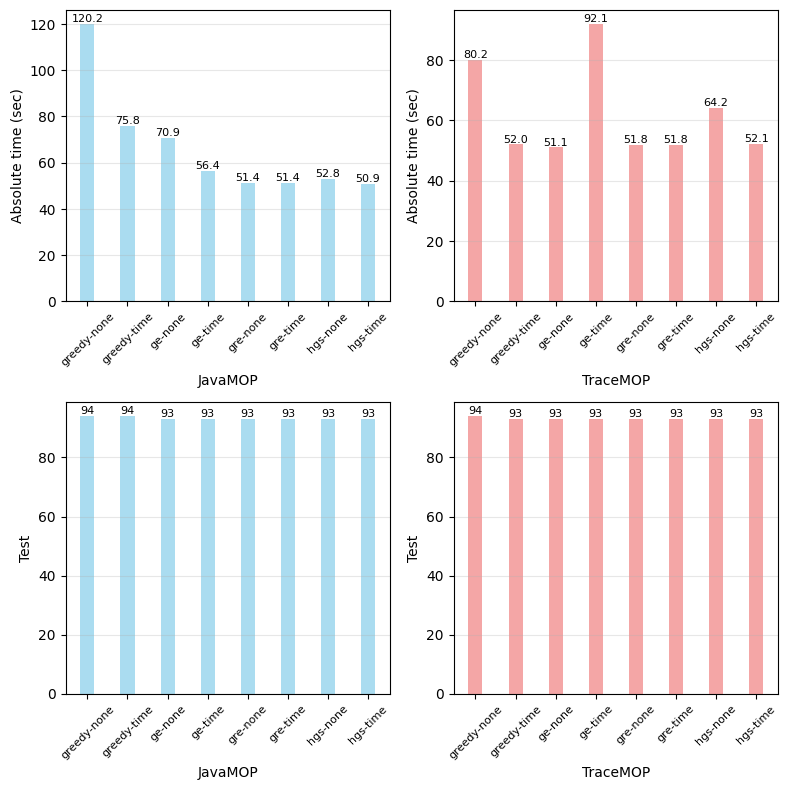 120.2
75.8
70.9
56.4
51.4
51.4
52.8
50.9
Absolute time (sec)
120
100
80
60
40
20
0
greedy-none
greedy-time
ge-none
ge-time
gre-none
gre-time
hgs-none
hgs-time
JavaMOP
80.2
52.0
51.1
92.1
51.8
51.8
64.2
52.1
Absolute time (sec)
80
60
40
20
0
greedy-none
greedy-time
ge-none
ge-time
gre-none
gre-time
hgs-none
hgs-time
TraceMOP
94
94
93
93
93
93
93
93
Test
80
60
40
20
0
greedy-none
greedy-time
ge-none
ge-time
gre-none
gre-time
hgs-none
hgs-time
JavaMOP
94
93
93
93
93
93
93
93
Test
80
60
40
20
0
greedy-none
greedy-time
ge-none
ge-time
gre-none
gre-time
hgs-none
hgs-time
TraceMOP